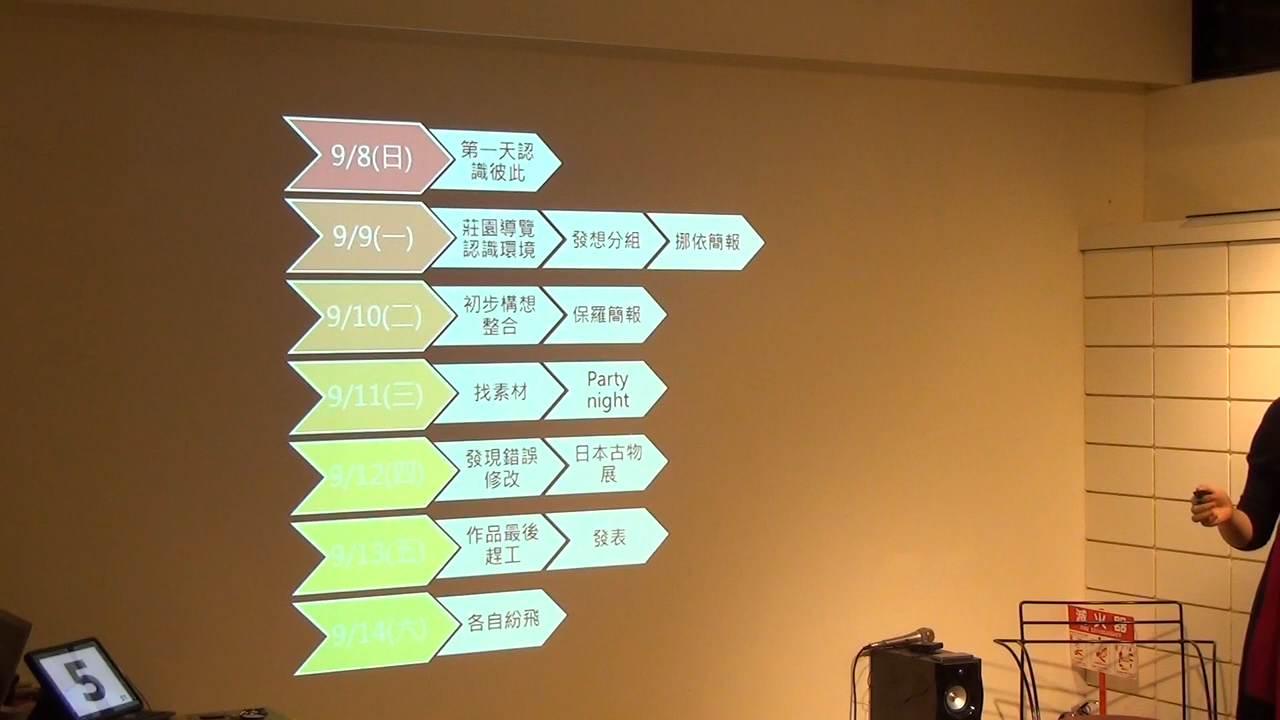 9/8(日)
第一天認
識彼此
9/9(一)
莊園導覽
認識環境
發想分組
挪依簡報
9/10(二)
初步構想
整合
保羅簡報
9/11(三)
找素材
Party
night
9/12(四)
發現錯誤
修改
日本古物
展
9/13(五)
作品最後
趕工
發表
9/14(六)
各自紛飛
5
滅火器